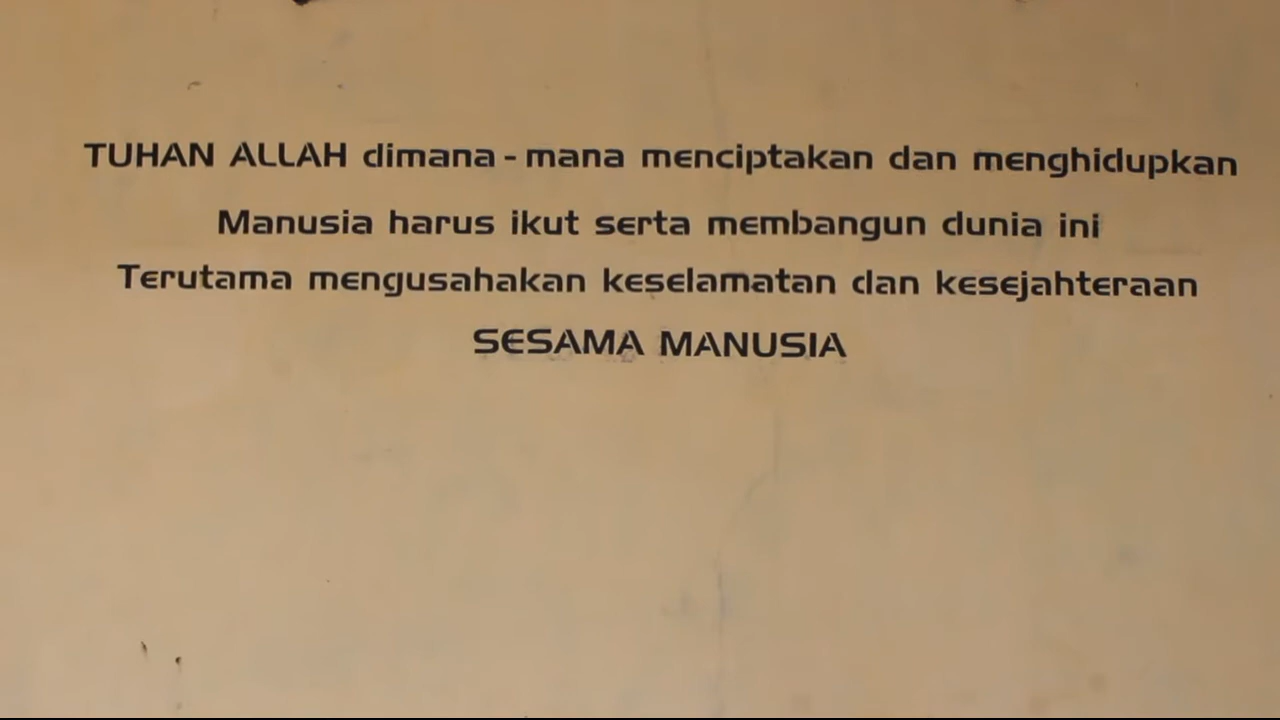 TUHAN ALLAH dimana - mana menciptakan dan menghidupkan
Manusia harus ikut serta membangun dunia ini
Terutama mengusahakan keselamatan dan kesejahteraan
SESAMA MANUSIA